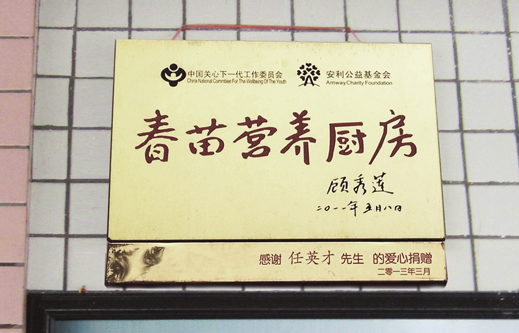 中国关心下一代工作委员会 安利公益基金会
China National Committee For The Wellbeing Of The Youth Amway Charity Foundation
春苗营养厨房
顾秀莲
二〇一一年五月八日
感谢 任英才 先生 的爱心捐赠
二零一三年三月